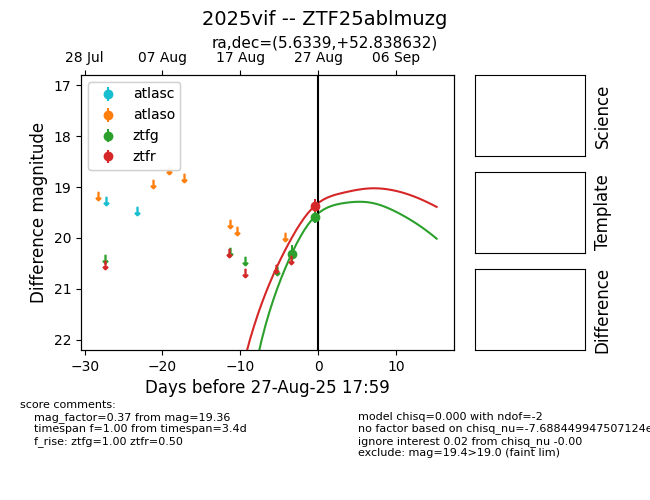 2025vif -- ZTF25ablmuzg
ra,dec=(5.6339,+52.838632)
28 Jul 07 Aug 17 Aug 27 Aug 06 Sep
atlasc
atlaso
ztfg
ztfr
17
18
19
20
21
22
Difference magnitude
−30 −20 −10 0 10
Days before 27-Aug-25 17:59
Science
Template
Difference
score comments:
mag_factor=0.37 from mag=19.36
timespan f=1.00 from timespan=3.4d
f_rise: ztfg=1.00 ztfr=0.50
model chisq=0.000 with ndof=-2
no factor based on chisq_nu=-7.688449947507124e
ignore interest 0.02 from chisq_nu -0.00
exclude: mag=19.4>19.0 (faint lim)